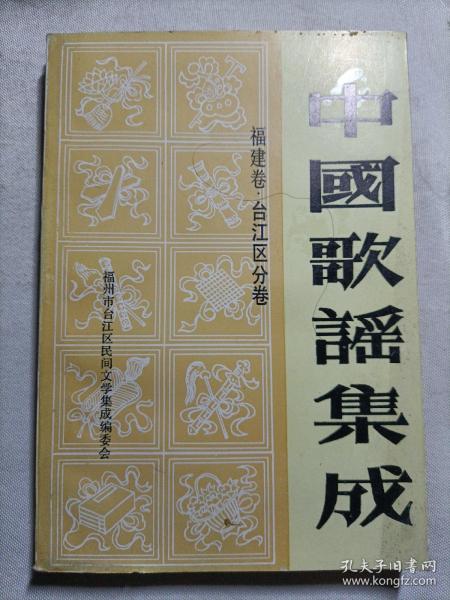 中國歌謡集成
福建卷·台江区分卷
福州市台江区民间文学集成编委会
孔夫子旧书网
www.kongfz.com